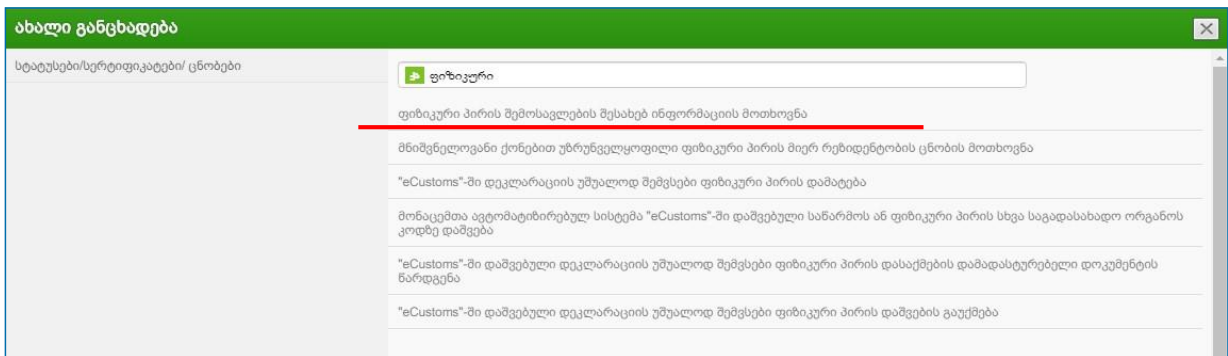 ახალი განცხადება
სტატუსები/სერტიფიკატები/ ცნობები
ფიზიკური
ფიზიკური პირის შემოსავლების შესახებ ინფორმაციის მოთხოვნა
მნიშვნელოვანი ქონებით უზრუნველყოფილი ფიზიკური პირის მიერ რეზიდენტობის ცნობის მოთხოვნა
"eCustoms"-ში დეკლარაციის უშუალოდ შემვსები ფიზიკური პირის დამატება
მონაცემთა ავტომატიზირებულ სისტემა "eCustoms"-ში დაშვებული საწარმოს ან ფიზიკური პირის სხვა საგადასახადო ორგანოს
კოდზე დაშვება
"eCustoms"-ში დაშვებული დეკლარაციის უშუალოდ შემვსები ფიზიკური პირის დასაქმების დამადასტურებელი დოკუმენტის
წარდგენა
"eCustoms"-ში დაშვებული დეკლარაციის უშუალოდ შემვსები ფიზიკური პირის დაშვების გაუქმება